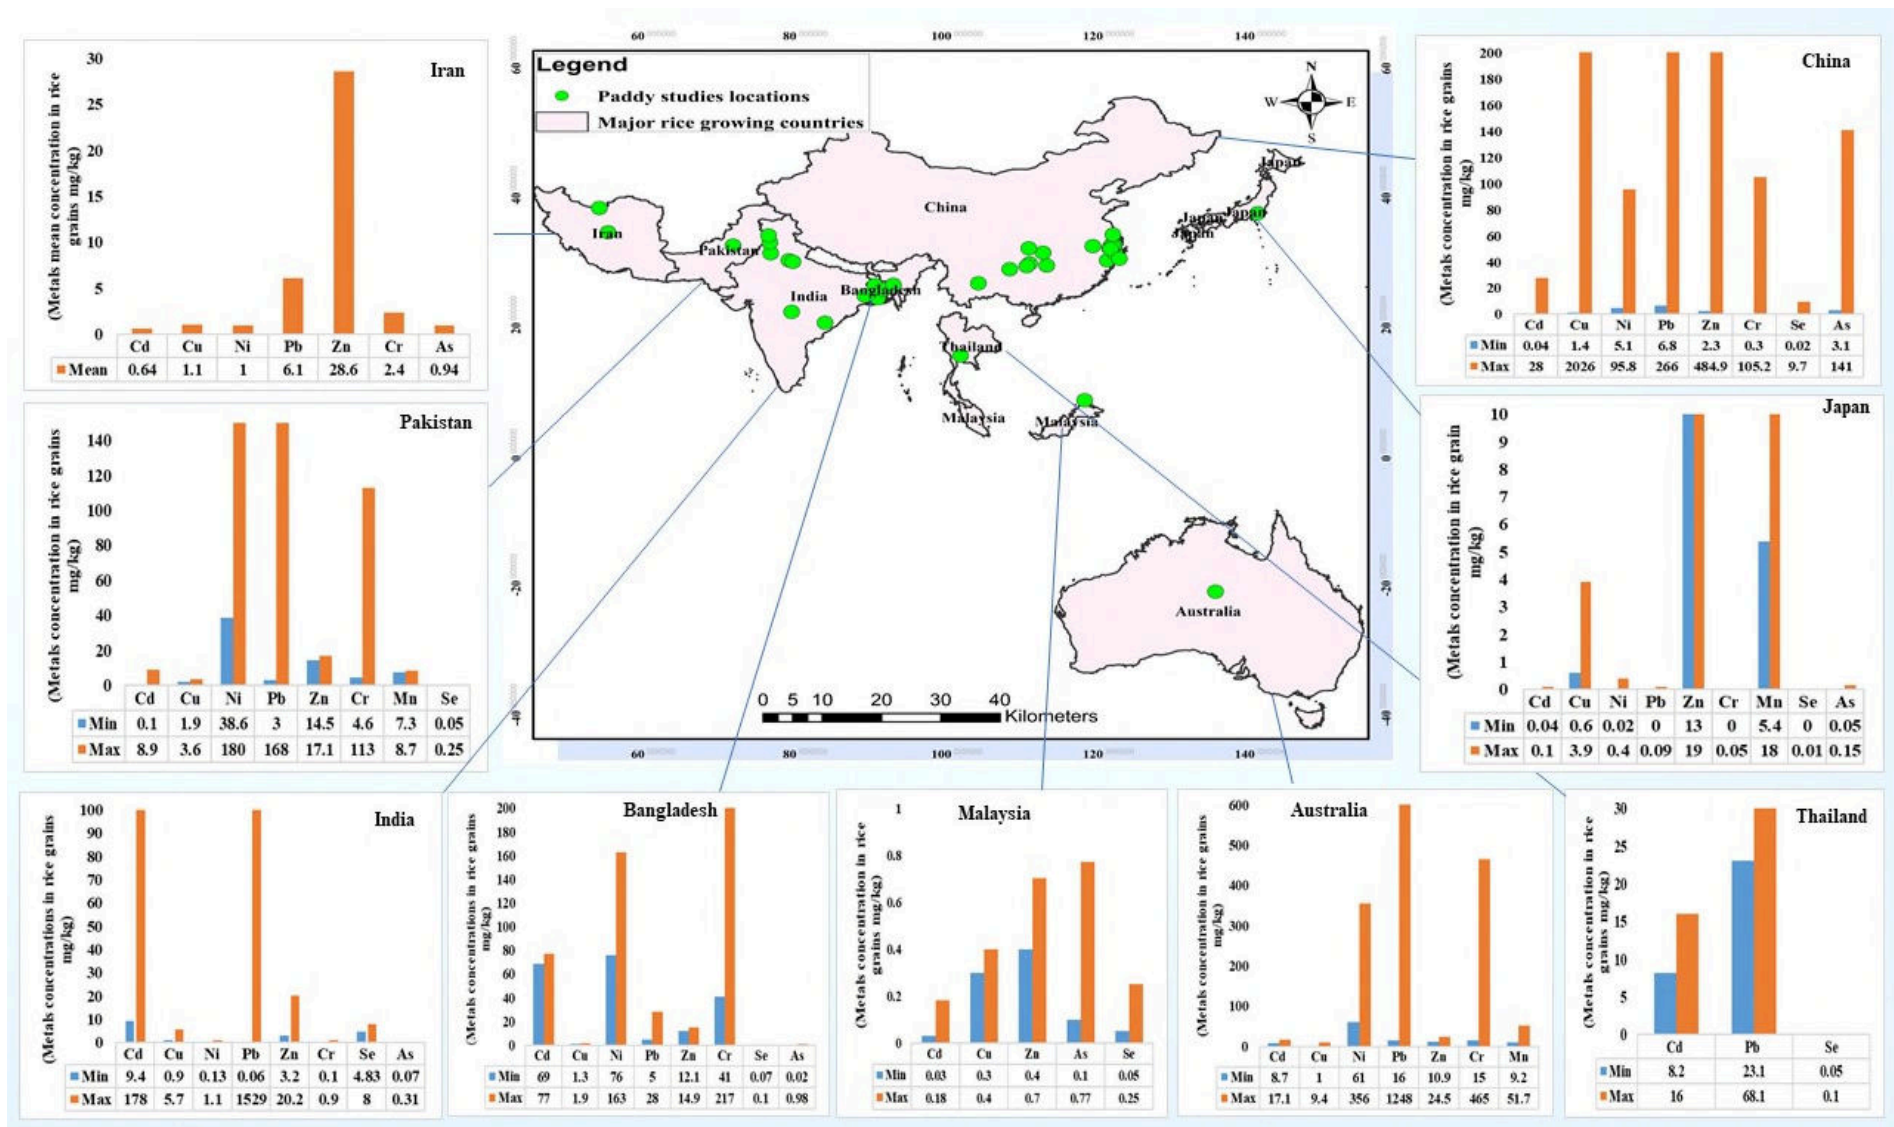 60 80 100 120 140
60
40
20
0
-20
-40
60
40
20
0
-20
-40
60 80 100 120 140
Legend
Paddy studies locations
Major rice growing countries
N
W E
S
Japan
China
Japan Japan
Japan
Iran
Pakistan
India
Bangladesh
Thailand
Malaysia
Malaysia
Australia
0 5 10 20 30 40
Kilometers
Iran
(Metals mean concentration in rice
grains mg/kg)
30
25
20
15
10
5
0
Cd Cu Ni Pb Zn Cr As
Mean 0.64 1.1 1 6.1 28.6 2.4 0.94
Pakistan
(Metals concentration in rice grains
mg/kg)
140
120
100
80
60
40
20
0
Cd Cu Ni Pb Zn Cr Mn Se
Min 0.1 1.9 38.6 3 14.5 4.6 7.3 0.05
Max 8.9 3.6 180 168 17.1 113 8.7 0.25
India
(Metals concentrations in rice grains
mg/kg)
100
90
80
70
60
50
40
30
20
10
0
Cd Cu Ni Pb Zn Cr Se As
Min 9.4 0.9 0.13 0.06 3.2 0.1 4.83 0.07
Max 178 5.7 1.1 1529 20.2 0.9 8 0.31
Bangladesh
(Metals concentrations in rice grains
mg/kg)
200
180
160
140
120
100
80
60
40
20
0
Cd Cu Ni Pb Zn Cr Se As
Min 69 1.3 76 5 12.1 41 0.07 0.02
Max 77 1.9 163 28 14.9 217 0.1 0.98
Malaysia
(Metals concentration in rice
grains mg/kg)
1
0.8
0.6
0.4
0.2
0
Cd Cu Zn As Se
Min 0.03 0.3 0.4 0.1 0.05
Max 0.18 0.4 0.7 0.77 0.25
Australia
(Metals concentration in rice grains
mg/kg)
600
500
400
300
200
100
0
Cd Cu Ni Pb Zn Cr Mn
Min 8.7 1 61 16 10.9 15 9.2
Max 17.1 9.4 356 1248 24.5 465 51.7
Thailand
(Metals concentration in rice
grains mg/kg)
30
25
20
15
10
5
0
Cd Pb Se
Min 8.2 23.1 0.05
Max 16 68.1 0.1
China
(Metals concentration in rice grains
mg/kg)
200
180
160
140
120
100
80
60
40
20
0
Cd Cu Ni Pb Zn Cr Se As
Min 0.04 1.4 5.1 6.8 2.3 0.3 0.02 3.1
Max 28 2026 95.8 266 484.9 105.2 9.7 141
Japan
(Metals concentration in rice grain
mg/kg)
10
9
8
7
6
5
4
3
2
1
0
Cd Cu Ni Pb Zn Cr Mn Se As
Min 0.04 0.6 0.02 0 13 0 5.4 0 0.05
Max 0.1 3.9 0.4 0.09 19 0.05 18 0.01 0.15